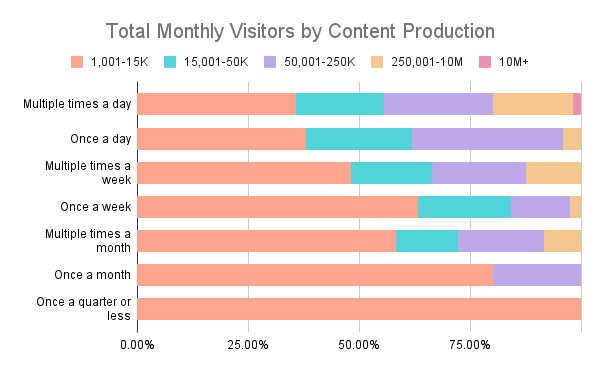 Total Monthly Visitors by Content Production
1,001-15K 15,001-50K 50,001-250K 250,001-10M 10M+
Multiple times a day
Once a day
Multiple times a
week
Once a week
Multiple times a
month
Once a month
Once a quarter or
less
0.00% 25.00% 50.00% 75.00%